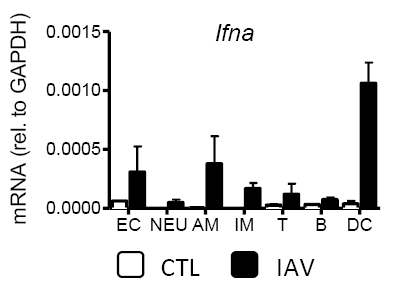 Ifna
mRNA (rel. to GAPDH)
0.0015
0.0010
0.0005
0.0000
EC NEU AM IM T B DC
CTL IAV